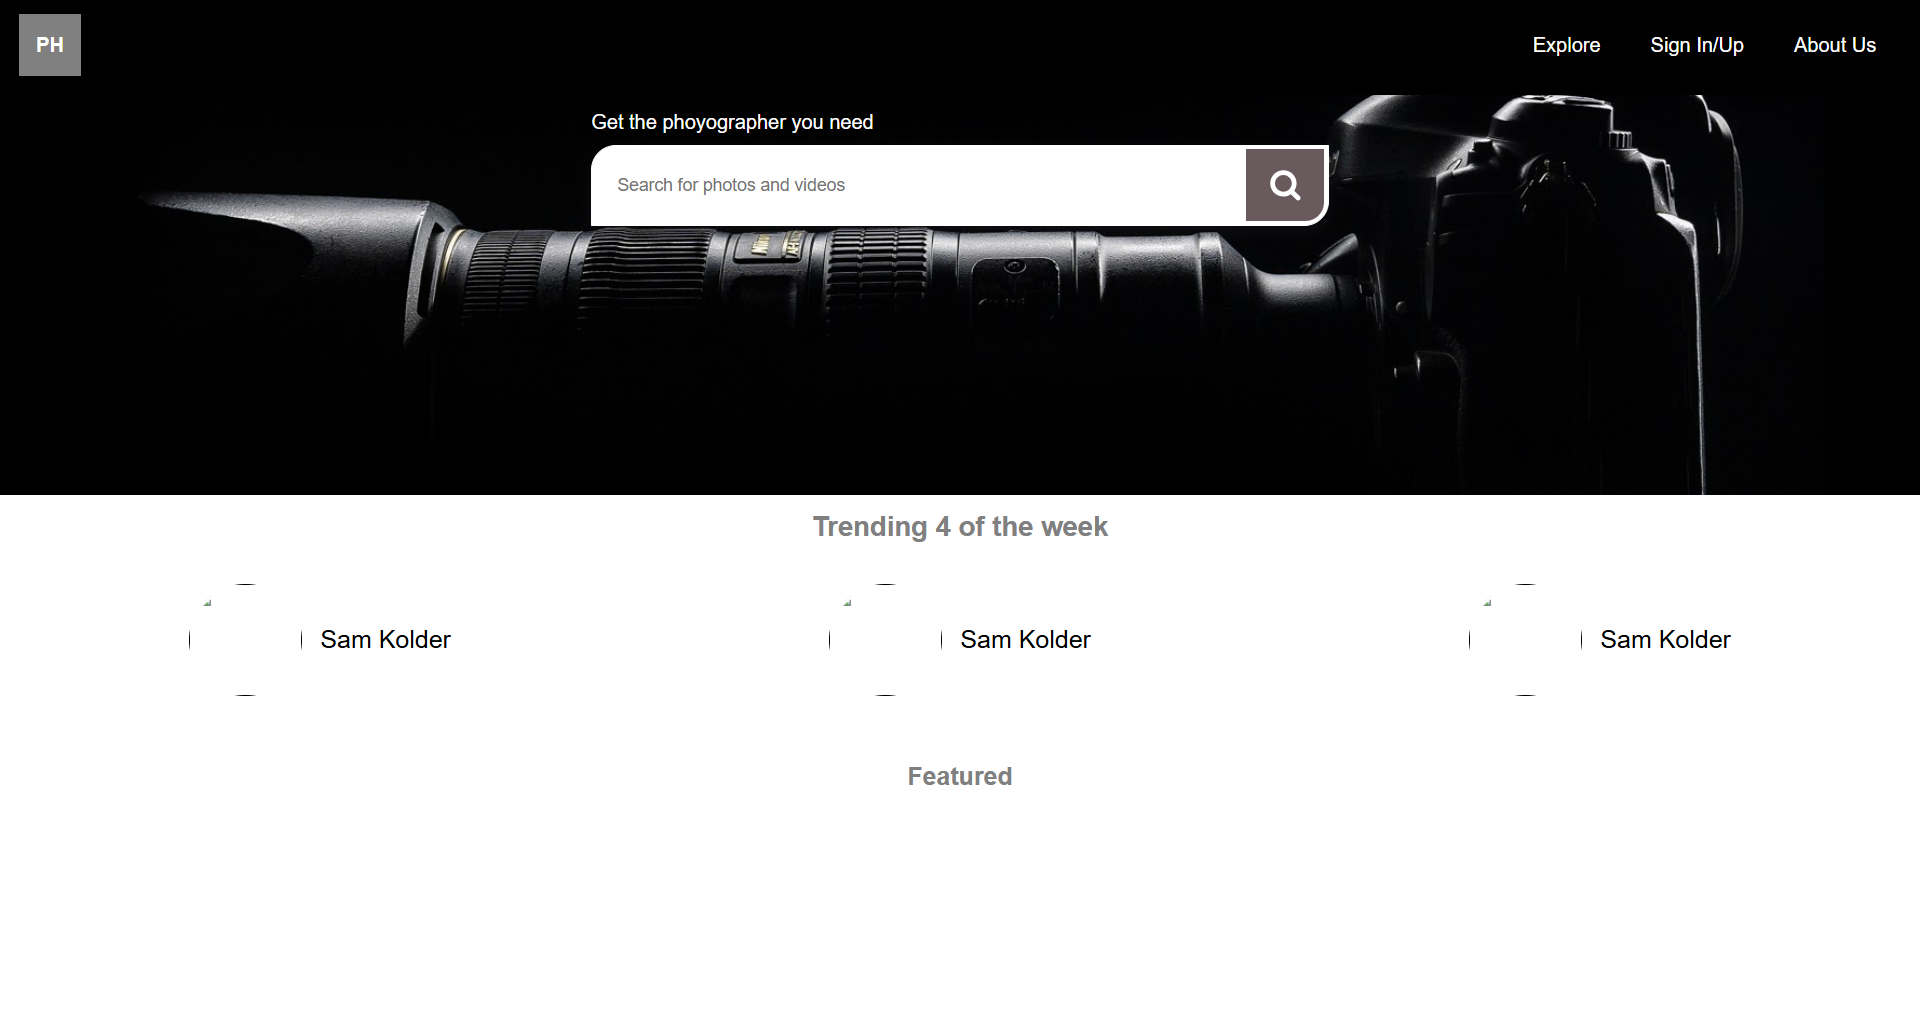 PH
Explore
Sign In/Up
About Us
Get the phoyographer you need
Search for photos and videos
Trending 4 of the week
Sam Kolder
Sam Kolder
Sam Kolder
Featured